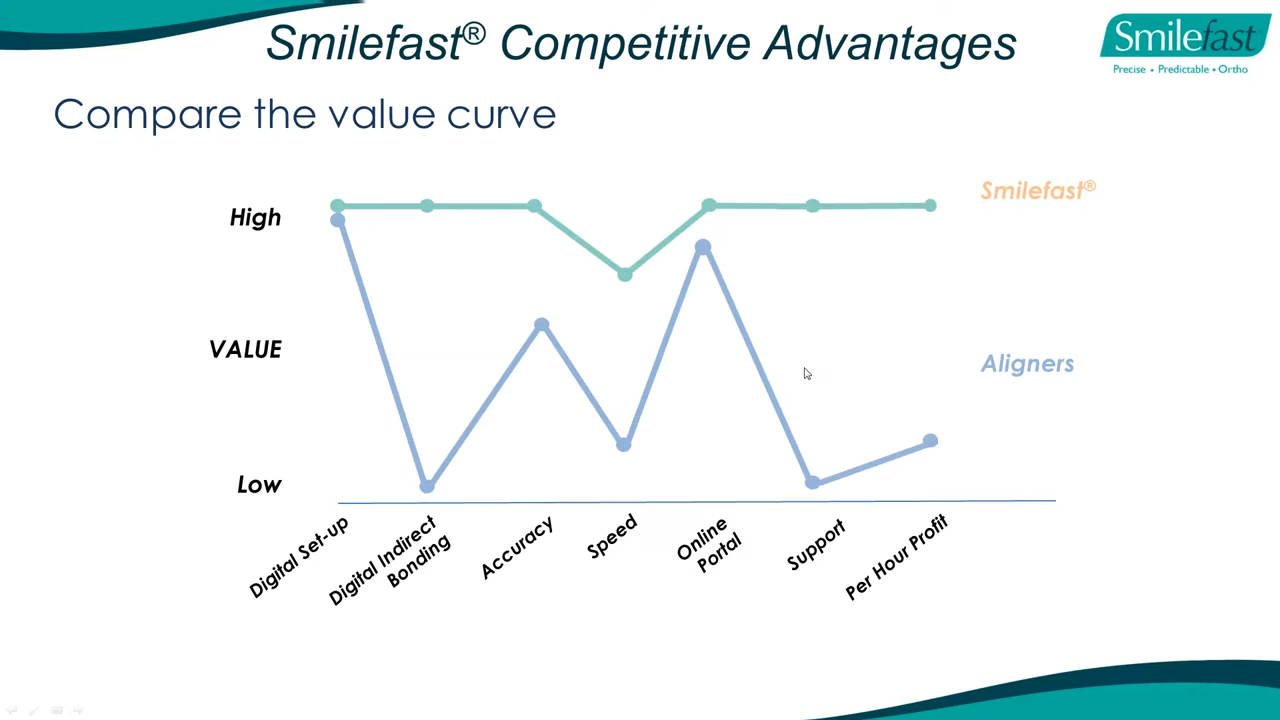 Smilefast® Competitive Advantages
Smilefast
Precise • Predictable • Ortho
Compare the value curve
Smilefast®
High
VALUE
Aligners
Low
Digital Set-up
Digital Indirect
Bonding
Accuracy
Speed
Online
Portal
Support
Per Hour Profit